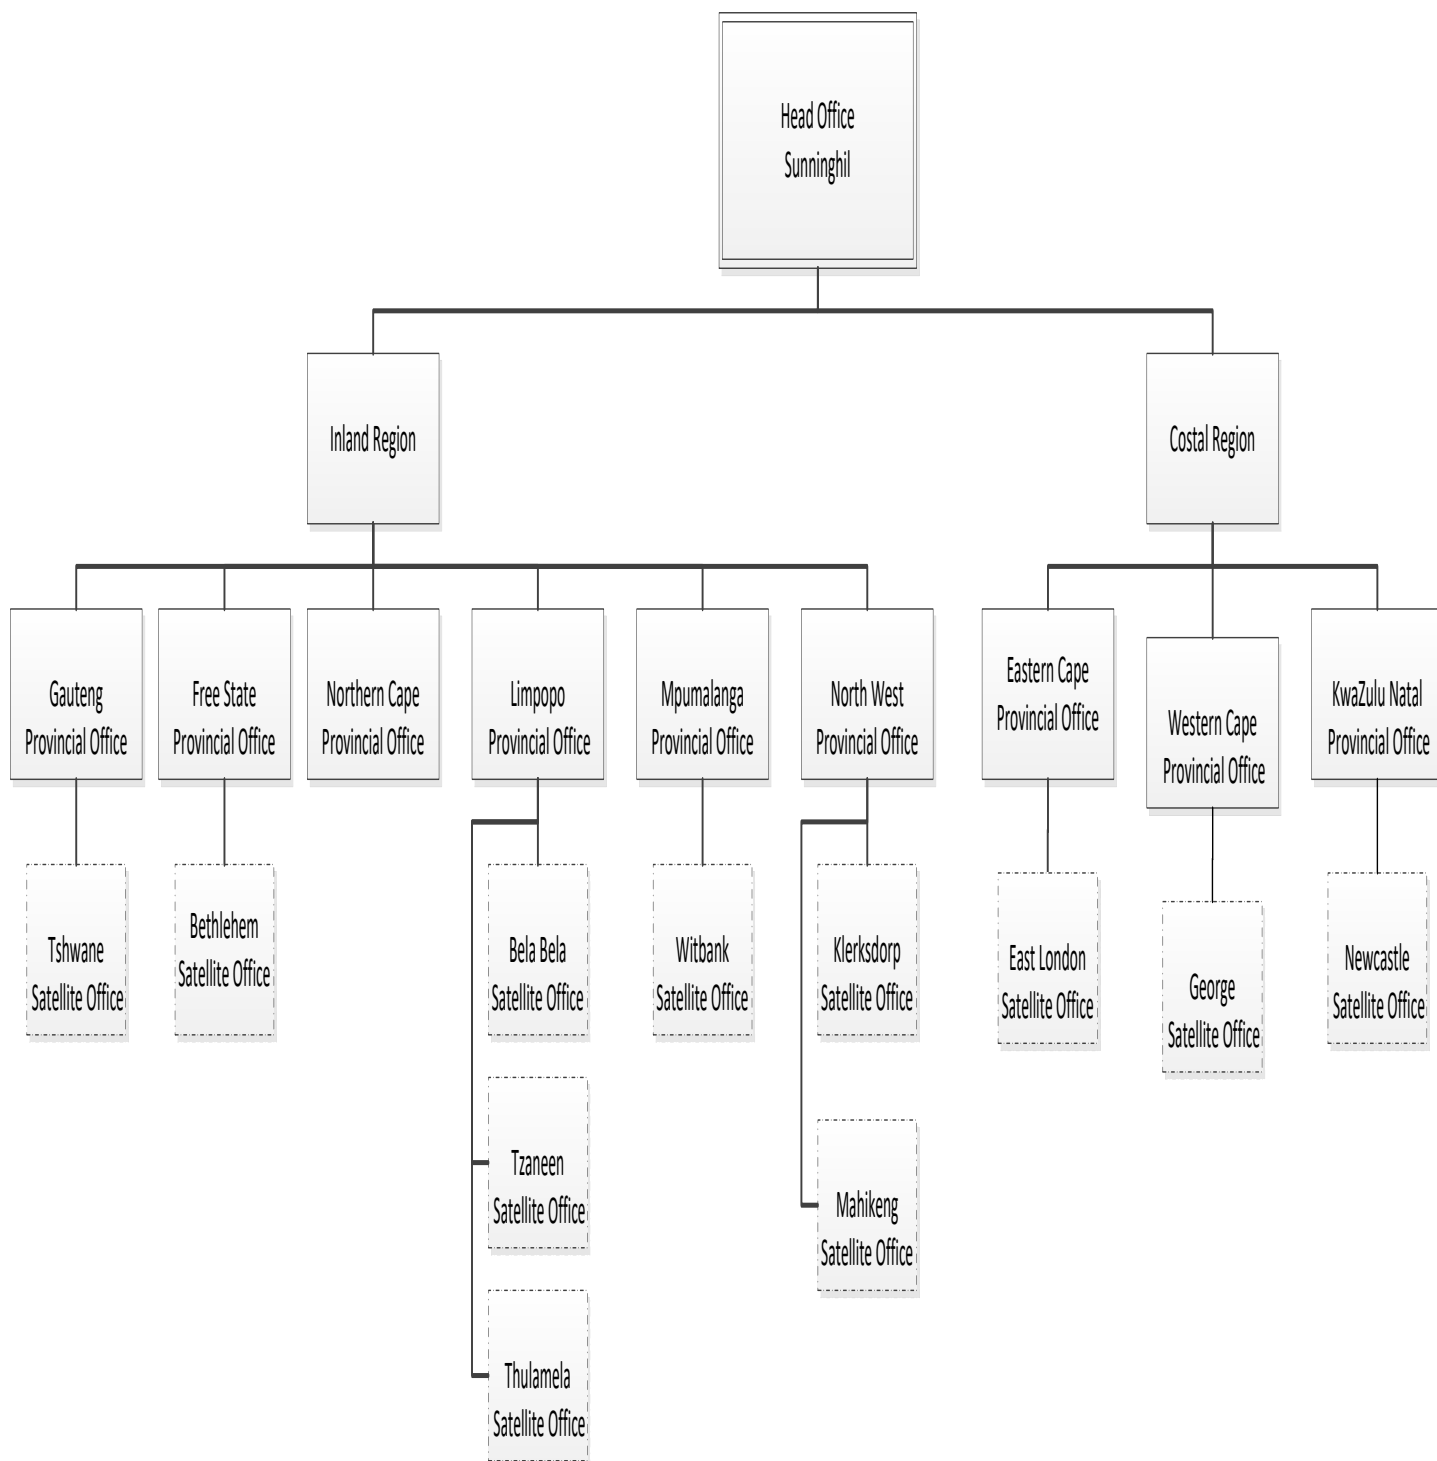 Head Office
Sunninghil
Inland Region
Costal Region
Gauteng
Provincial Office
Free State
Provincial Office
Northern Cape
Provincial Office
Limpopo
Provincial Office
Mpumalanga
Provincial Office
North West
Provincial Office
Eastern Cape
Provincial Office
Western Cape
Provincial Office
KwaZulu Natal
Provincial Office
Tshwane
Satellite Office
Bethlehem
Satellite Office
Bela Bela
Satellite Office
Witbank
Satellite Office
Klerksdorp
Satellite Office
East London
Satellite Office
George
Satellite Office
Newcastle
Satellite Office
Tzaneen
Satellite Office
Mahikeng
Satellite Office
Thulamela
Satellite Office